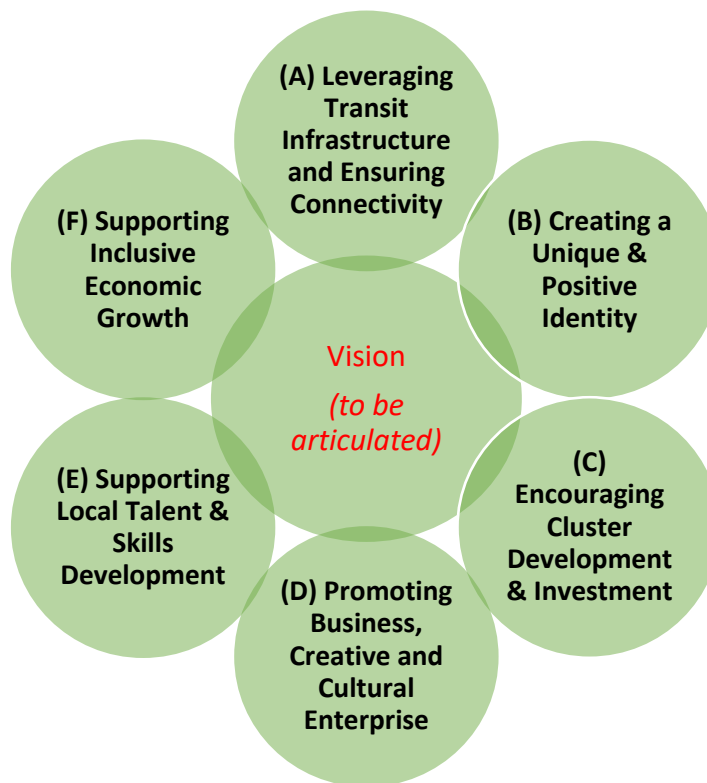 (A) Leveraging
Transit
Infrastructure
and Ensuring
Connectivity
(B) Creating a
Unique &
Positive
Identity
(C)
Encouraging
Cluster
Development
& Investment
(D) Promoting
Business,
Creative and
Cultural
Enterprise
(E) Supporting
Local Talent &
Skills
Development
(F) Supporting
Inclusive
Economic
Growth
Vision
(to be
articulated)